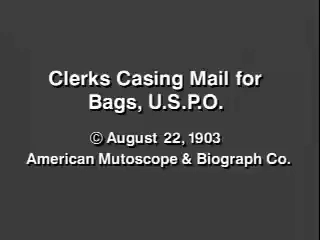 Clerks Casing Mail for
Bags, U.S.P.O.
© August 22, 1903
American Mutoscope & Biograph Co.